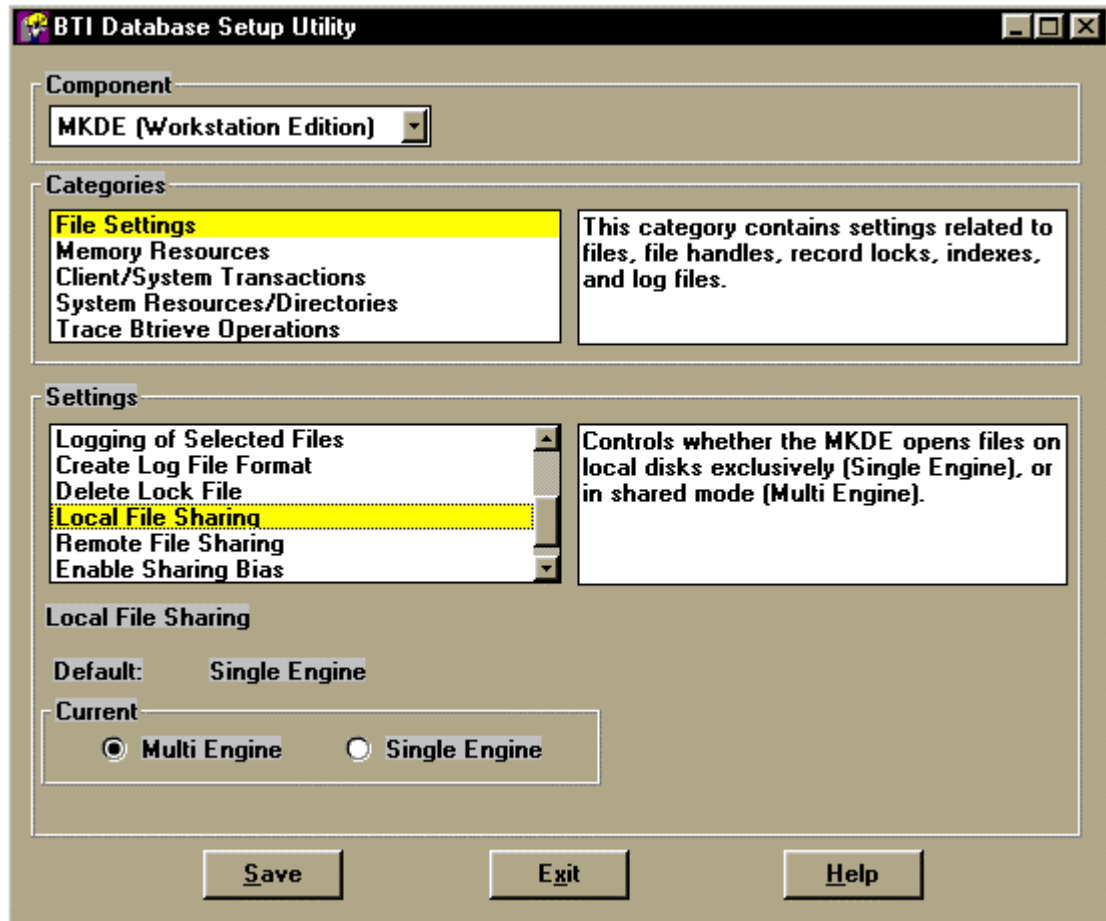 BTI Database Setup Utility
Component
MKDE (Workstation Edition)
Categories
File Settings
Memory Resources
Client/System Transactions
System Resources/Directories
Trace Btrieve Operations
This category contains settings related to
files, file handles, record locks, indexes,
and log files.
Settings
Logging of Selected Files
Create Log File Format
Delete Lock File
Local File Sharing
Remote File Sharing
Enable Sharing Bias
Controls whether the MKDE opens files on
local disks exclusively (Single Engine), or
in shared mode (Multi Engine).
Local File Sharing
Default: Single Engine
Current
Multi Engine Single Engine
Save Exit Help